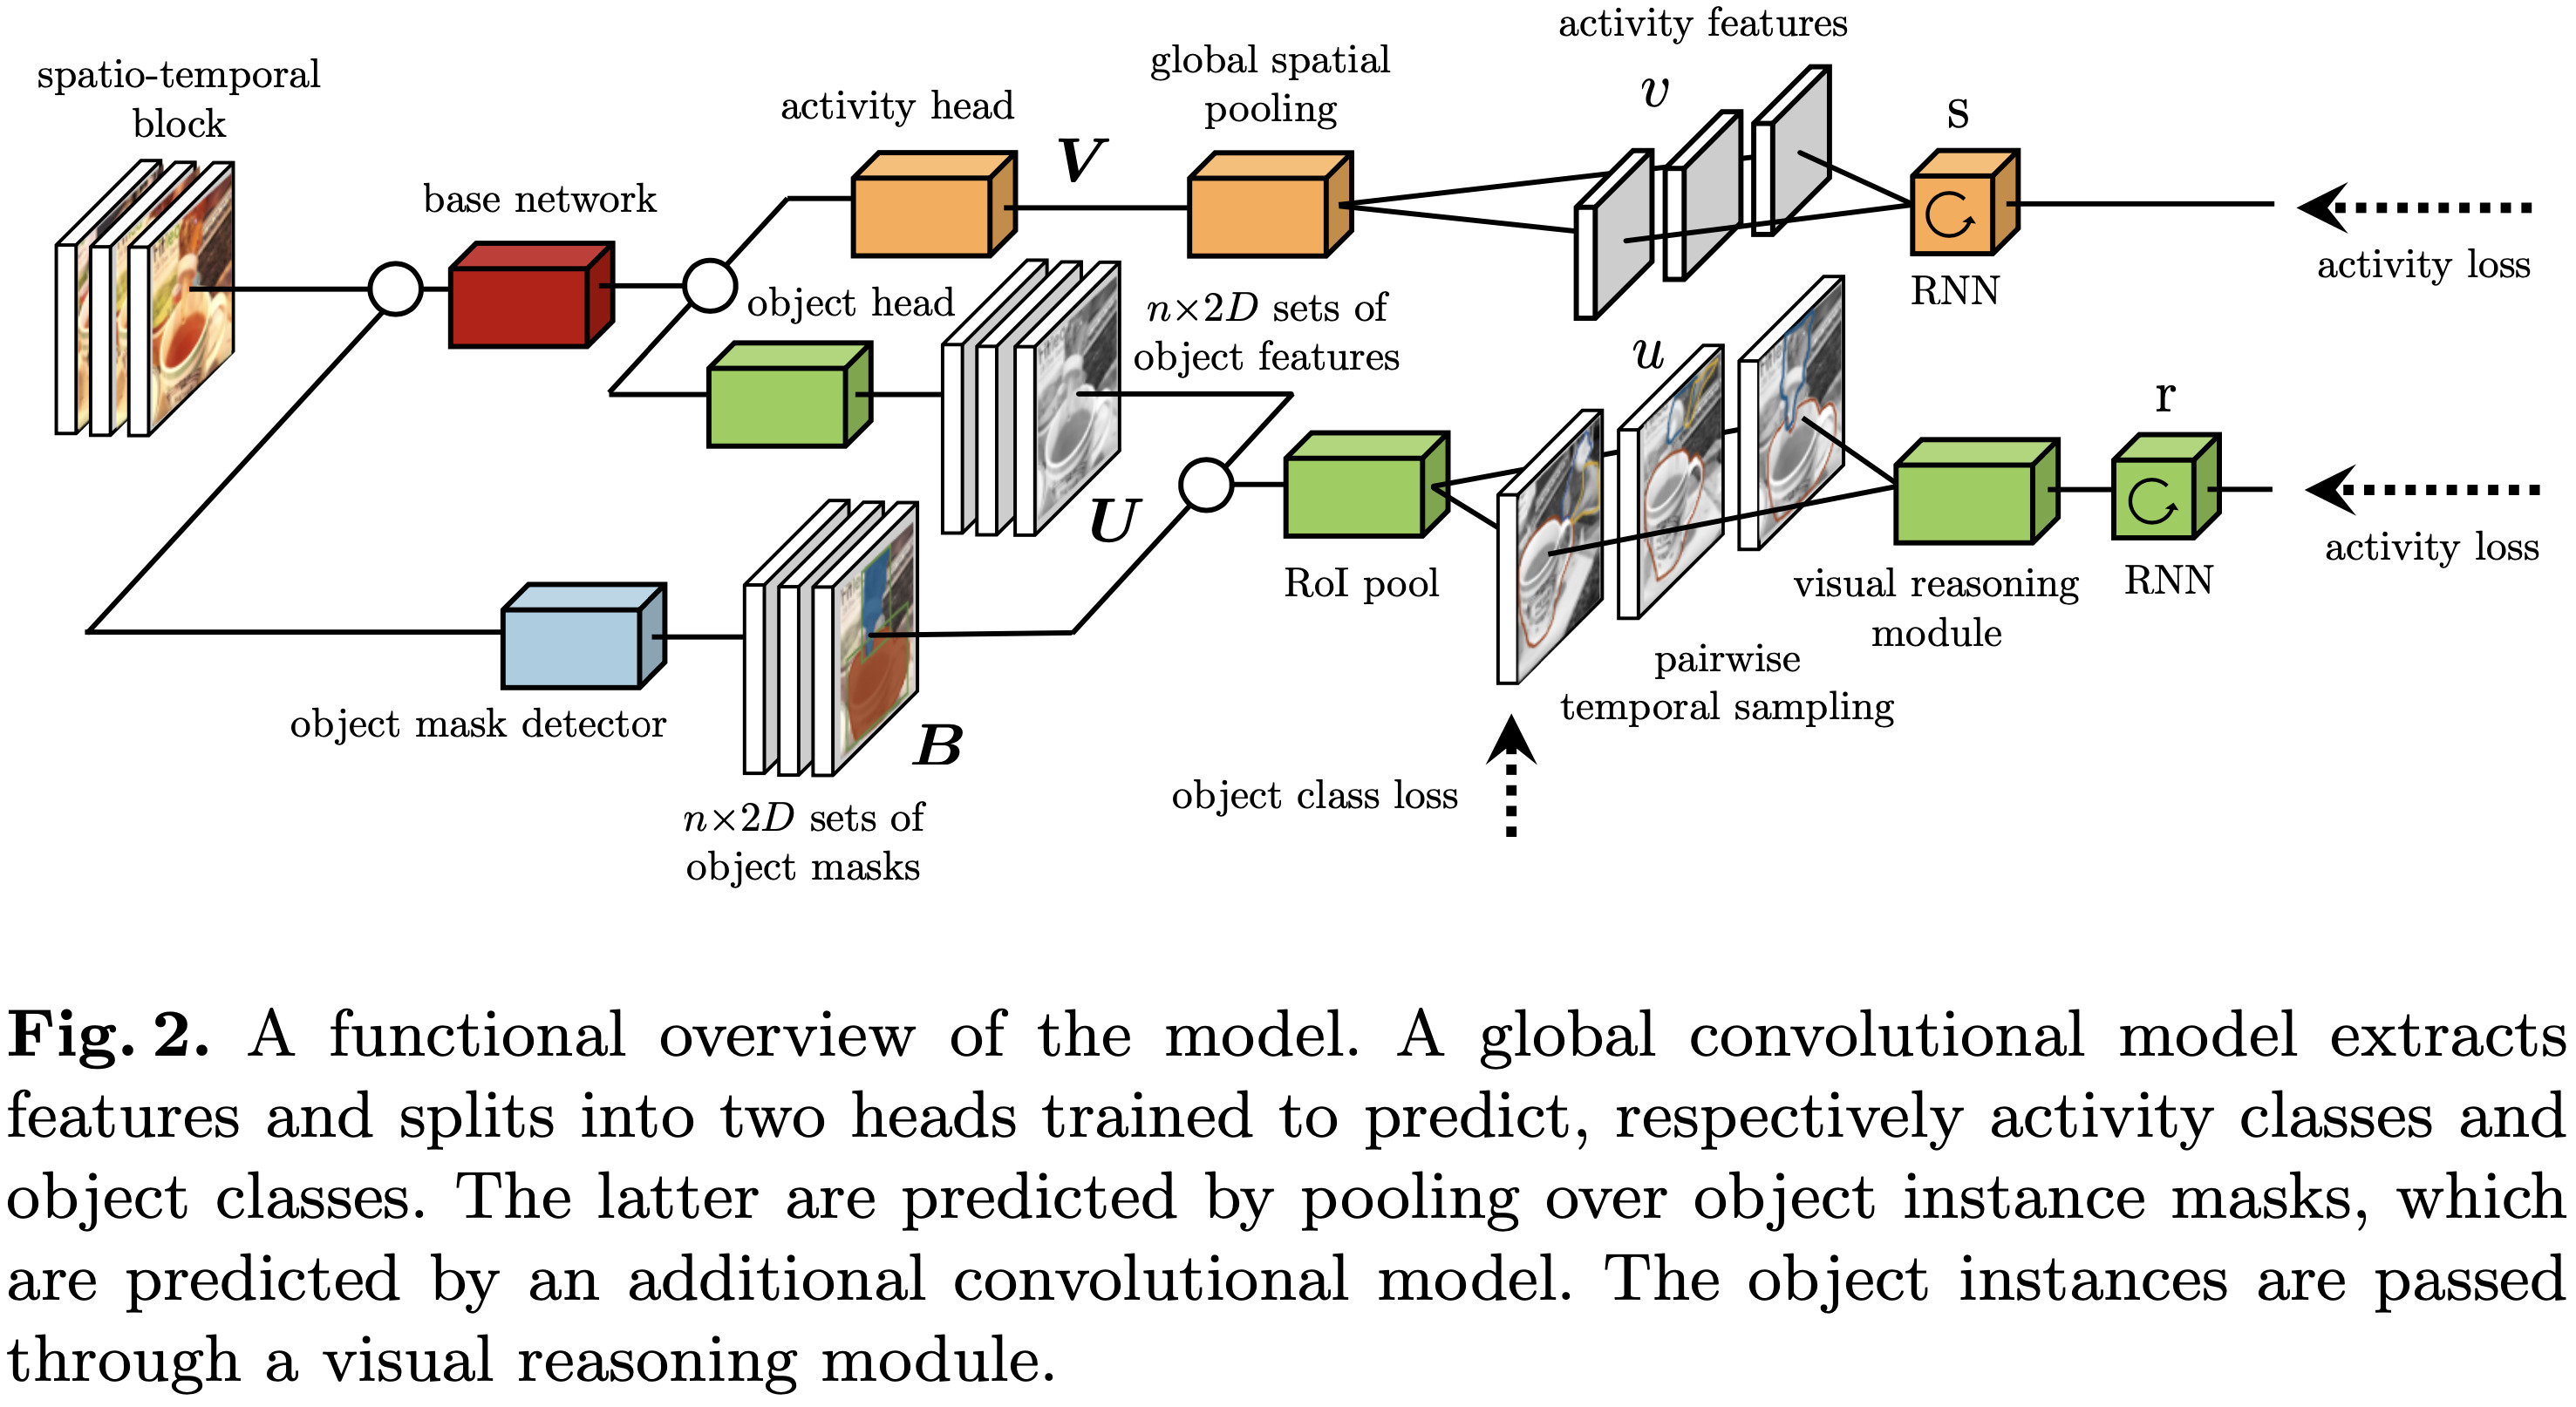 spatio-temporal
block
base network
activity head
V
global spatial
pooling
activity features
v
s
RNN
activity loss
object head
n×2D sets of
object features
U
object mask detector
n×2D sets of
object masks
B
RoI pool
u
pairwise
temporal sampling
object class loss
visual reasoning
module
r
RNN
activity loss
Fig. 2. A functional overview of the model. A global convolutional model extracts
features and splits into two heads trained to predict, respectively activity classes and
object classes. The latter are predicted by pooling over object instance masks, which
are predicted by an additional convolutional model. The object instances are passed
through a visual reasoning module.